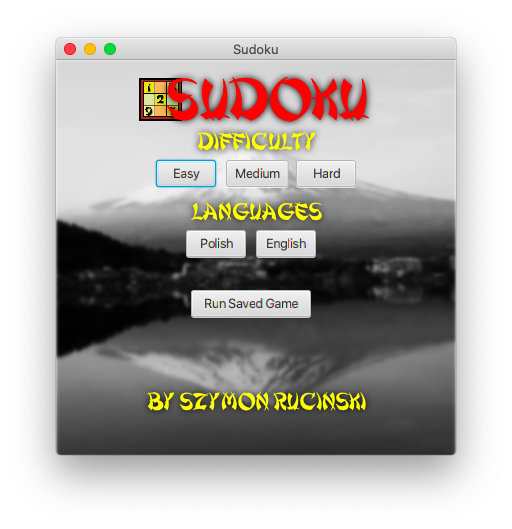 Sudoku
SUDOKU
DIFFICULTY
Easy Medium Hard
LANGUAGES
Polish English
Run Saved Game
BY SZYMON RUCINSKI